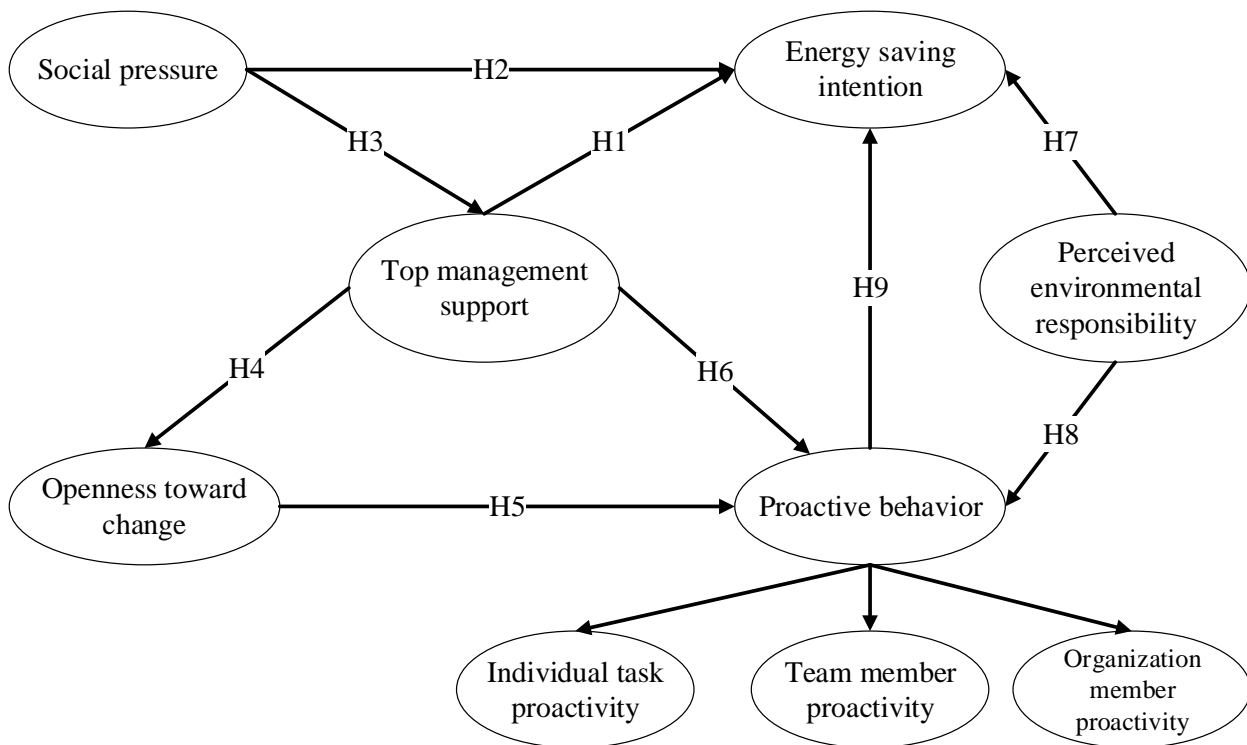 Social pressure
H2
Energy saving
intention
H3
H1
H7
Top management
support
Perceived
environmental
responsibility
H9
H4
H6
H8
Openness toward
change
H5
Proactive behavior
Individual task
proactivity
Team member
proactivity
Organization
member
proactivity